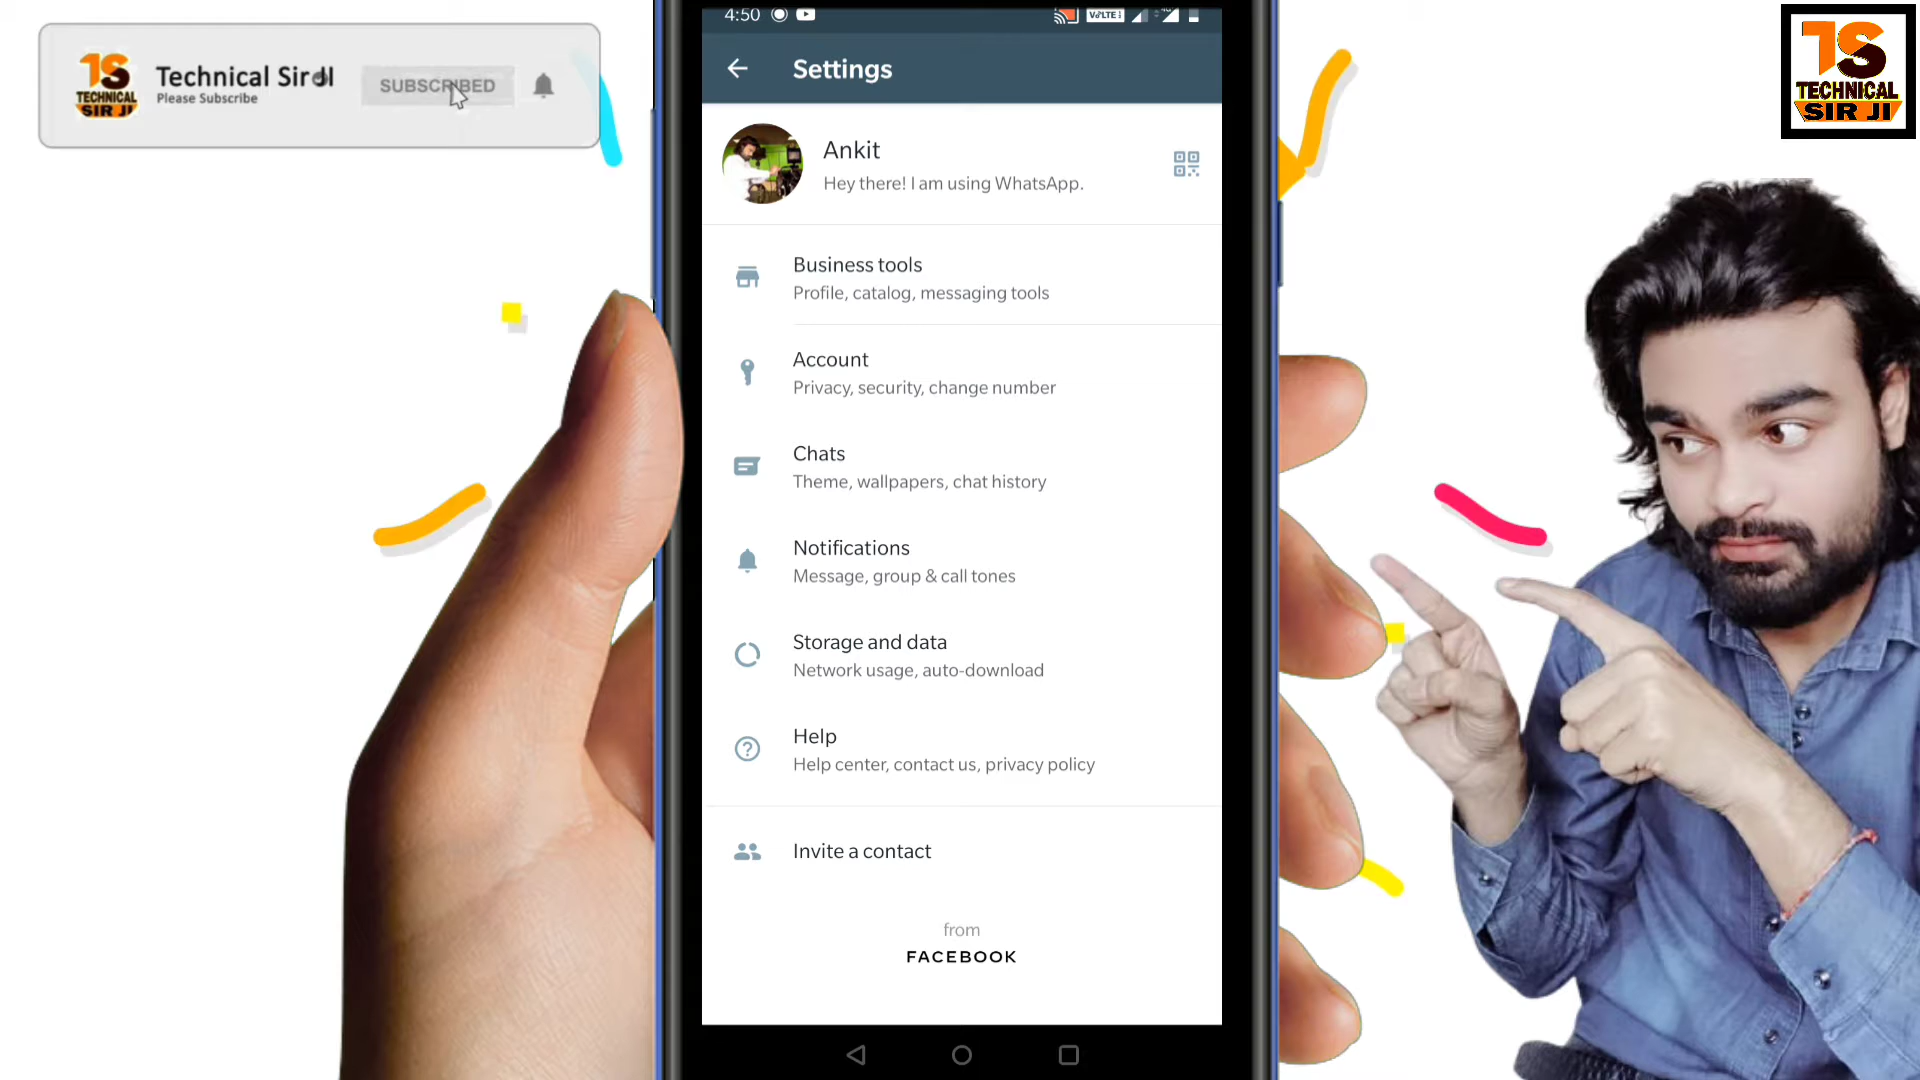 4:50
VoLTE
4G
Technical Sir JI
Please Subscribe
SUBSCRIBED
TECHNICAL
SIR JI
Settings
TS
TECHNICAL
SIR JI
Ankit
Hey there! I am using WhatsApp.
Business tools
Profile, catalog, messaging tools
Account
Privacy, security, change number
Chats
Theme, wallpapers, chat history
Notifications
Message, group & call tones
Storage and data
Network usage, auto-download
Help
Help center, contact us, privacy policy
Invite a contact
from
FACEBOOK